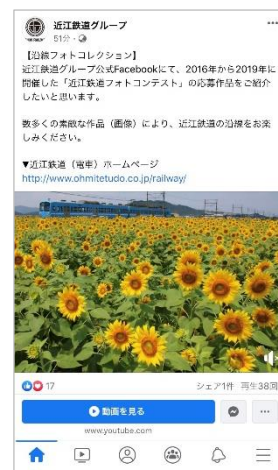 近江鉄道グループ
51分・
【沿線フォトコレクション】
近江鉄道グループ公式Facebookにて、2016年から2019年に
開催した「近江鉄道フォトコンテスト」の応募作品をご紹介
したいと思います。
数多くの素敵な作品（画像）により、近江鉄道の沿線をお楽
しみください。
▼近江鉄道（電車）ホームページ
http://www.ohmitetudo.co.jp/railway/
17
シェア1件 再生38回
動画を見る
www.youtube.com